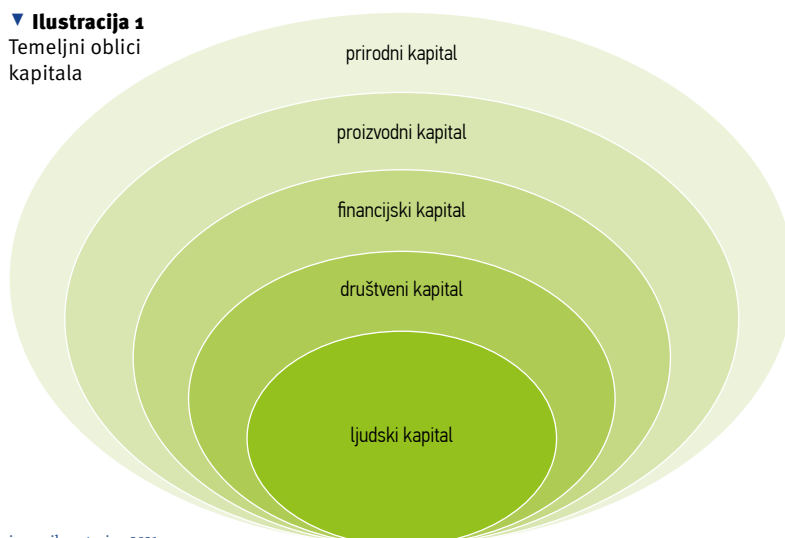 ▼ Ilustracija 1
Temeljni oblici
kapitala
prirodni kapital
proizvodni kapital
financijski kapital
društveni kapital
ljudski kapital